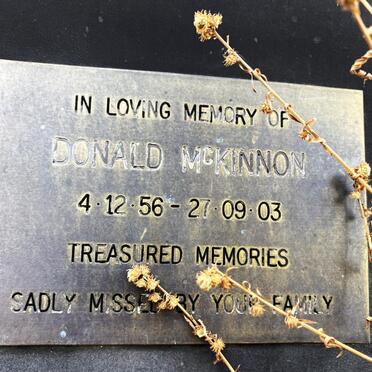 IN LOVING MEMORY OF
DONALD McKINNON
4·12·56 - 27·09·03
TREASURED MEMORIES
SADLY MISSED BY YOUR FAMILY